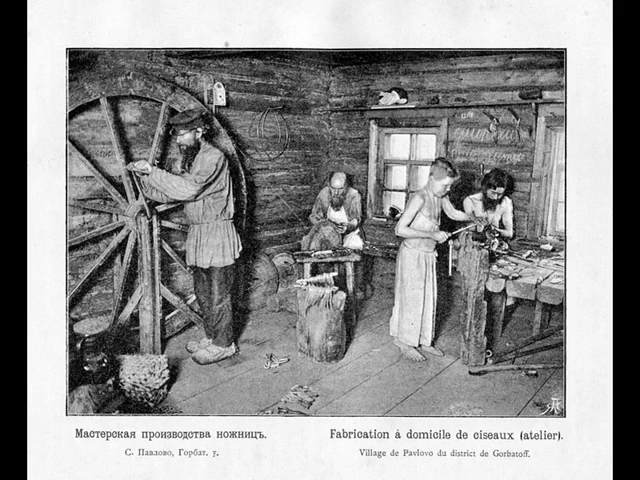 Мастерская производства ножницъ.
С. Павлово, Горбат. у.
Fabrication à domicile de ciseaux (atelier).
Village de Pavlovo du district de Gorbatoff.